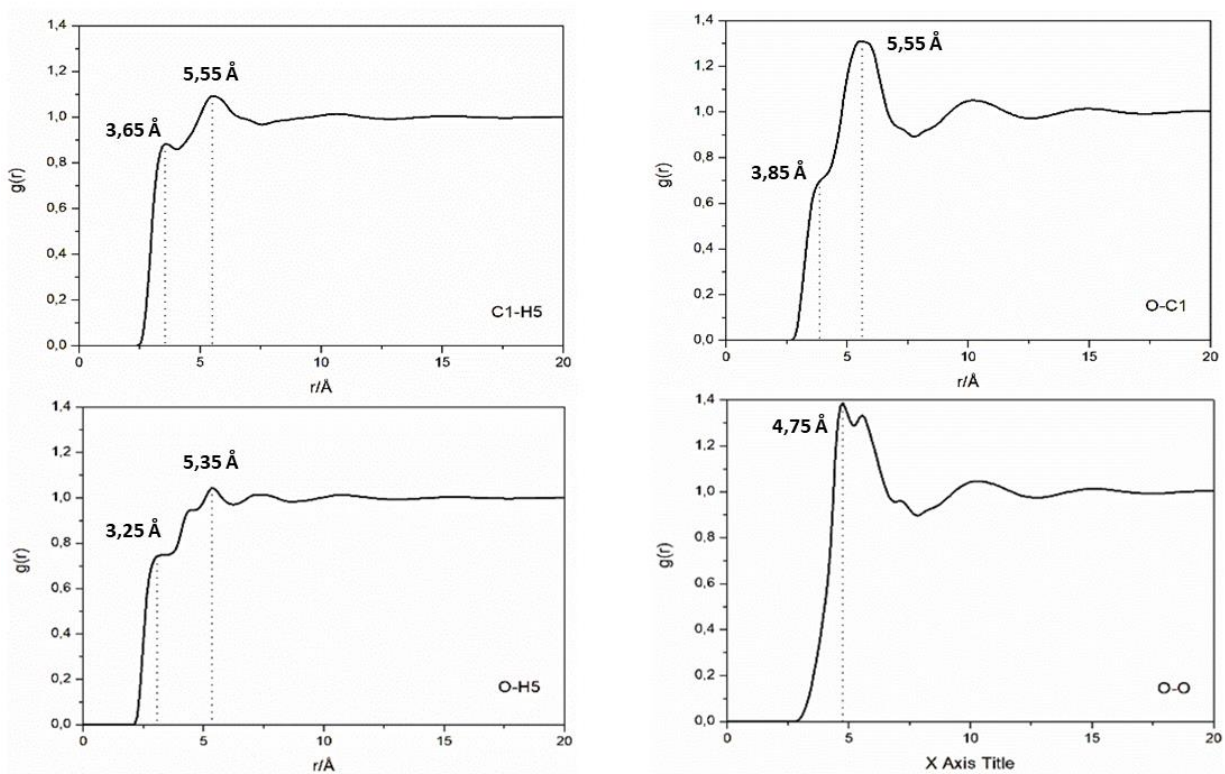 1,4
1,2
1,0
0,8
0,6
0,4
0,2
0,0
g(r)
3,65 Å
5,55 Å
C1-H5
0 5 10 15 20
r/Å
1,4
1,2
1,0
0,8
0,6
0,4
0,2
0,0
g(r)
3,85 Å
5,55 Å
O-C1
0 5 10 15 20
r/Å
1,4
1,2
1,0
0,8
0,6
0,4
0,2
0,0
g(r)
3,25 Å
5,35 Å
O-H5
0 5 10 15 20
r/Å
1,4
1,2
1,0
0,8
0,6
0,4
0,2
0,0
g(r)
4,75 Å
O-O
0 5 10 15 20
X Axis Title